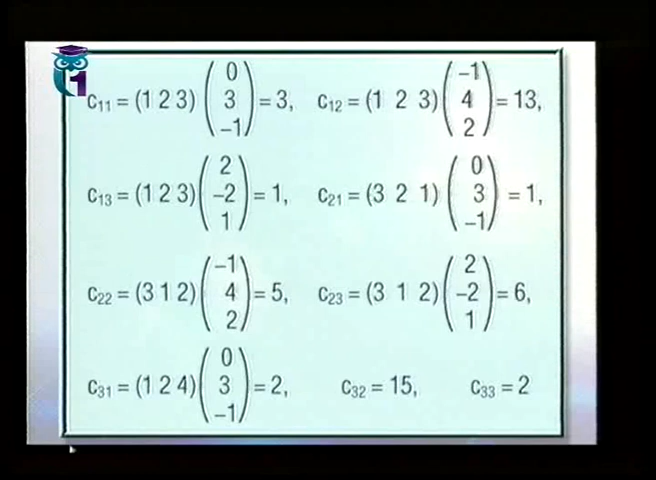 1
c₁₁ = (1 2 3) (0 3 −1) = 3, c₁₂ = (1 2 3) (−1 4 2) = 13,
c₁₃ = (1 2 3) (2 −2 1) = 1, c₂₁ = (3 2 1) (0 3 −1) = 1,
c₂₂ = (3 1 2) (−1 4 2) = 5, c₂₃ = (3 1 2) (2 −2 1) = 6,
c₃₁ = (1 2 4) (0 3 −1) = 2, c₃₂ = 15, c₃₃ = 2